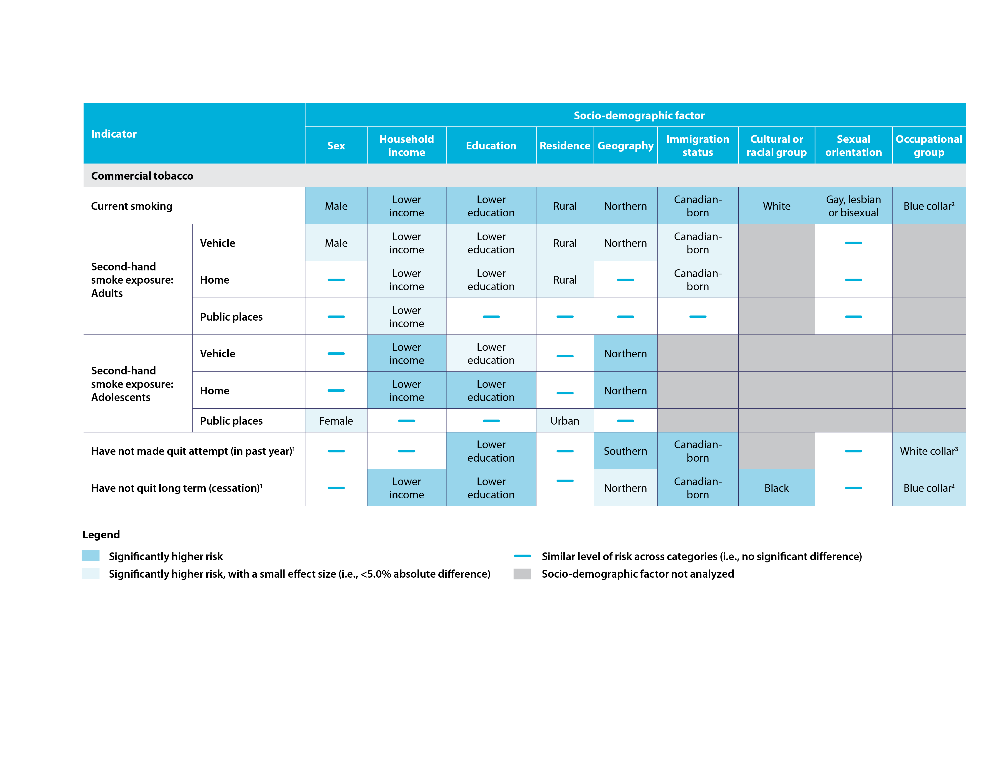 Indicator
Socio-demographic factor
Sex
Household
income
Education
Residence
Geography
Immigration
status
Cultural or
racial group
Sexual
orientation
Occupational
group
Commercial tobacco
Current smoking
Male
Lower
income
Lower
education
Rural
Northern
Canadian-
born
White
Gay, lesbian
or bisexual
Blue collar²
Second-hand
smoke exposure:
Adults
Vehicle
Male
Lower
income
Lower
education
Rural
Northern
Canadian-
born
—
Home
—
Lower
income
Lower
education
Rural
—
Canadian-
born
—
Public places
—
Lower
income
—
—
—
—
—
Second-hand
smoke exposure:
Adolescents
Vehicle
—
Lower
income
Lower
education
—
Northern
Home
—
Lower
income
Lower
education
—
Northern
Public places
Female
—
—
Urban
—
Have not made quit attempt (in past year)¹
—
—
Lower
education
—
Southern
Canadian-
born
—
White collar³
Have not quit long term (cessation)¹
—
Lower
income
Lower
education
—
Northern
Canadian-
born
Black
—
Blue collar²
Legend
Significantly higher risk
Significantly higher risk, with a small effect size (i.e., <5.0% absolute difference)
— Similar level of risk across categories (i.e., no significant difference)
Socio-demographic factor not analyzed